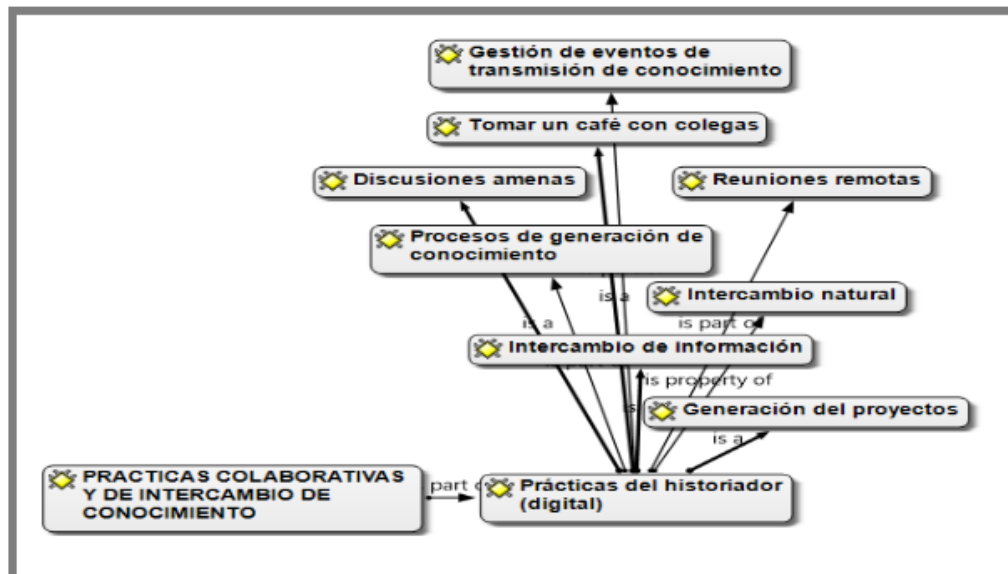 Gestión de eventos de
transmisión de conocimiento
Tomar un café con colegas
Discusiones amenas
Reuniones remotas
Procesos de generación de
conocimiento
is a
Intercambio natural
is a
is part of
Intercambio de información
is property of
Generación del proyectos
is a
PRACTICAS COLABORATIVAS
Y DE INTERCAMBIO DE
CONOCIMIENTO
part
Prácticas del historiador
(digital)